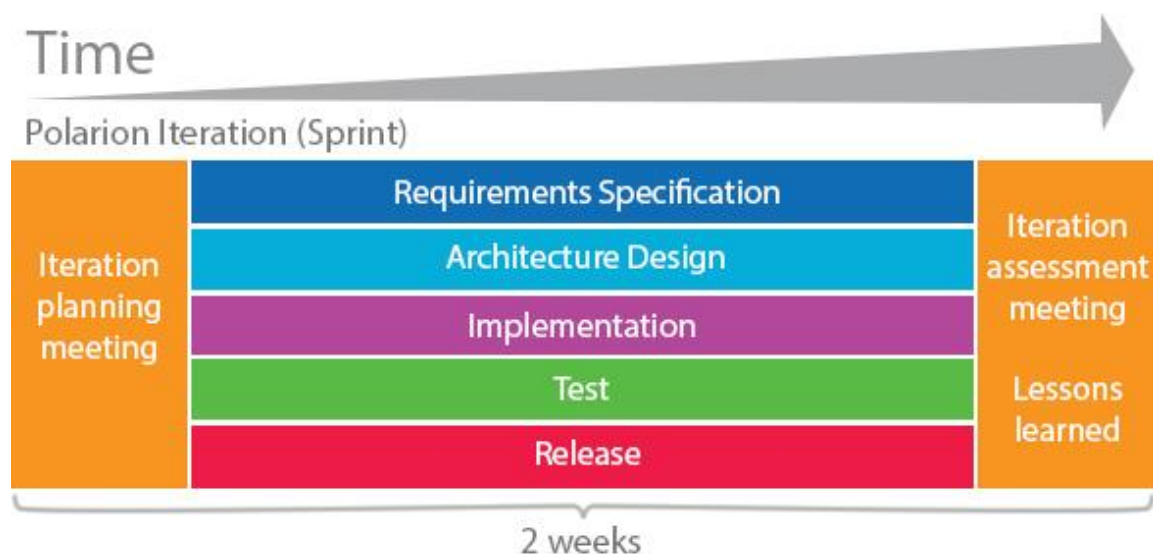 Time
Polarion Iteration (Sprint)
Iteration
planning
meeting
Requirements Specification
Architecture Design
Implementation
Test
Release
Iteration
assessment
meeting
Lessons
learned
2 weeks